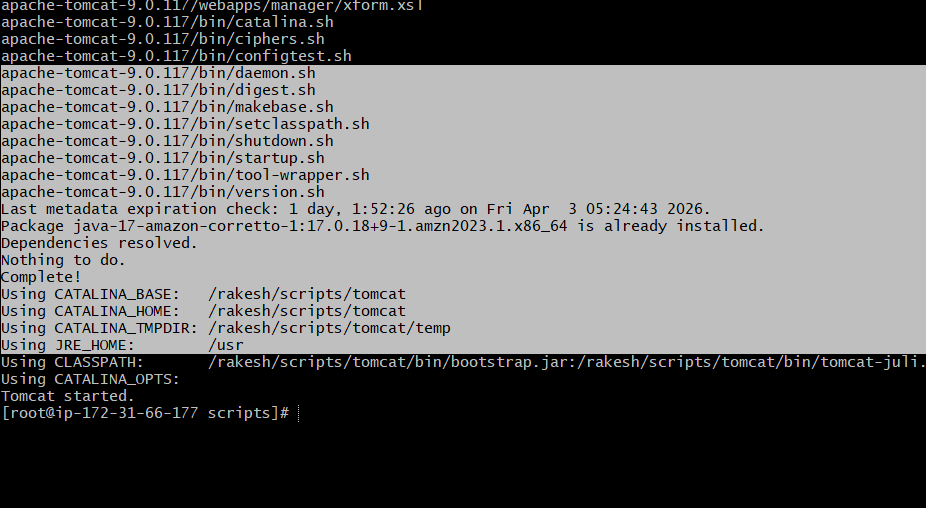 apache-tomcat-9.0.117/webapps/manager/xform.xsl
apache-tomcat-9.0.117/bin/catalina.sh
apache-tomcat-9.0.117/bin/ciphers.sh
apache-tomcat-9.0.117/bin/configtest.sh
apache-tomcat-9.0.117/bin/daemon.sh
apache-tomcat-9.0.117/bin/digest.sh
apache-tomcat-9.0.117/bin/makebase.sh
apache-tomcat-9.0.117/bin/setclasspath.sh
apache-tomcat-9.0.117/bin/shutdown.sh
apache-tomcat-9.0.117/bin/startup.sh
apache-tomcat-9.0.117/bin/tool-wrapper.sh
apache-tomcat-9.0.117/bin/version.sh
Last metadata expiration check: 1 day, 1:52:26 ago on Fri Apr  3 05:24:43 2026.
Package java-17-amazon-corretto-1:17.0.18+9-1.amzn2023.1.x86_64 is already installed.
Dependencies resolved.
Nothing to do.
Complete!
Using CATALINA_BASE:   /rakesh/scripts/tomcat
Using CATALINA_HOME:   /rakesh/scripts/tomcat
Using CATALINA_TMPDIR: /rakesh/scripts/tomcat/temp
Using JRE_HOME:        /usr
Using CLASSPATH:       /rakesh/scripts/tomcat/bin/bootstrap.jar:/rakesh/scripts/tomcat/bin/tomcat-juli.
Using CATALINA_OPTS:
Tomcat started.
[root@ip-172-31-66-177 scripts]#